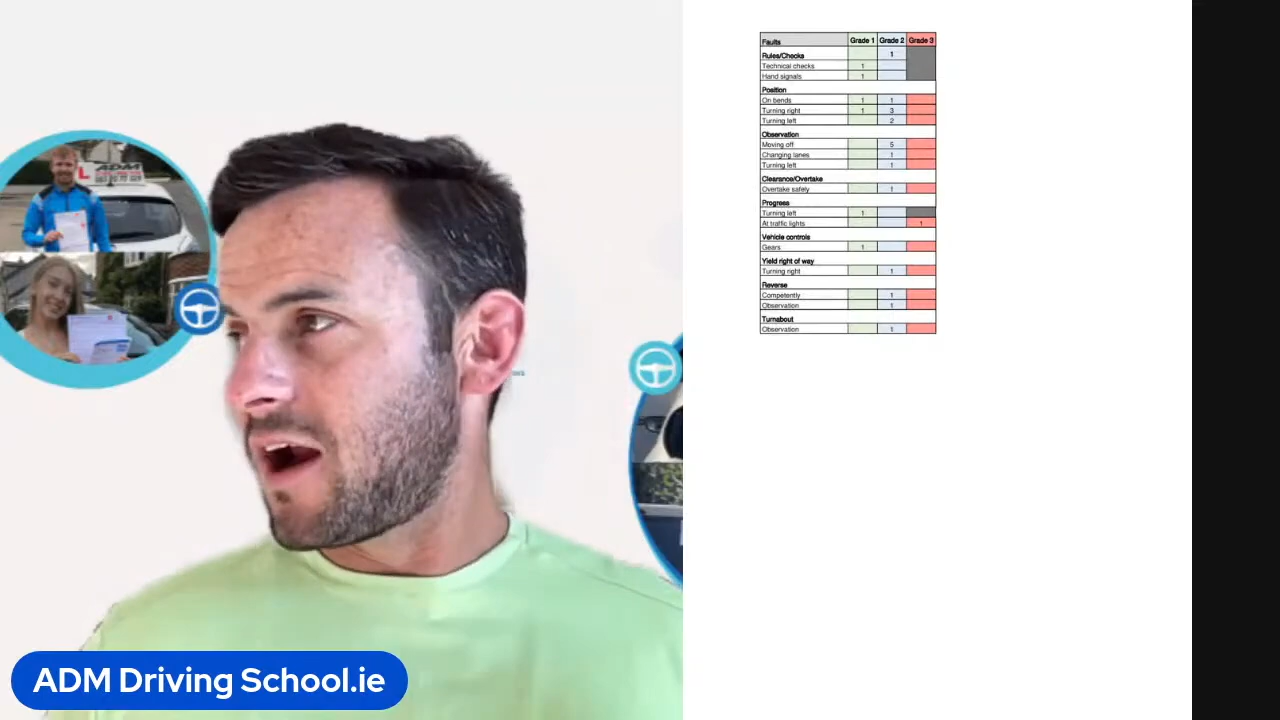 ADM
Faults Grade 1 Grade 2 Grade 3
Rules/Checks 1
Technical checks 1
Hand signals 1
Position
On bends 1 1
Turning right 1 3
Turning left 2
Observation
Moving off 5
Changing lanes 1
Turning left 1
Clearance/Overtake
Overtake safely 1
Progress
Turning left 1
At traffic lights 1
Vehicle controls
Gears 1
Yield right of way
Turning right 1
Reverse
Competently 1
Observation 1
Turnabout
Observation 1
ADM Driving School.ie